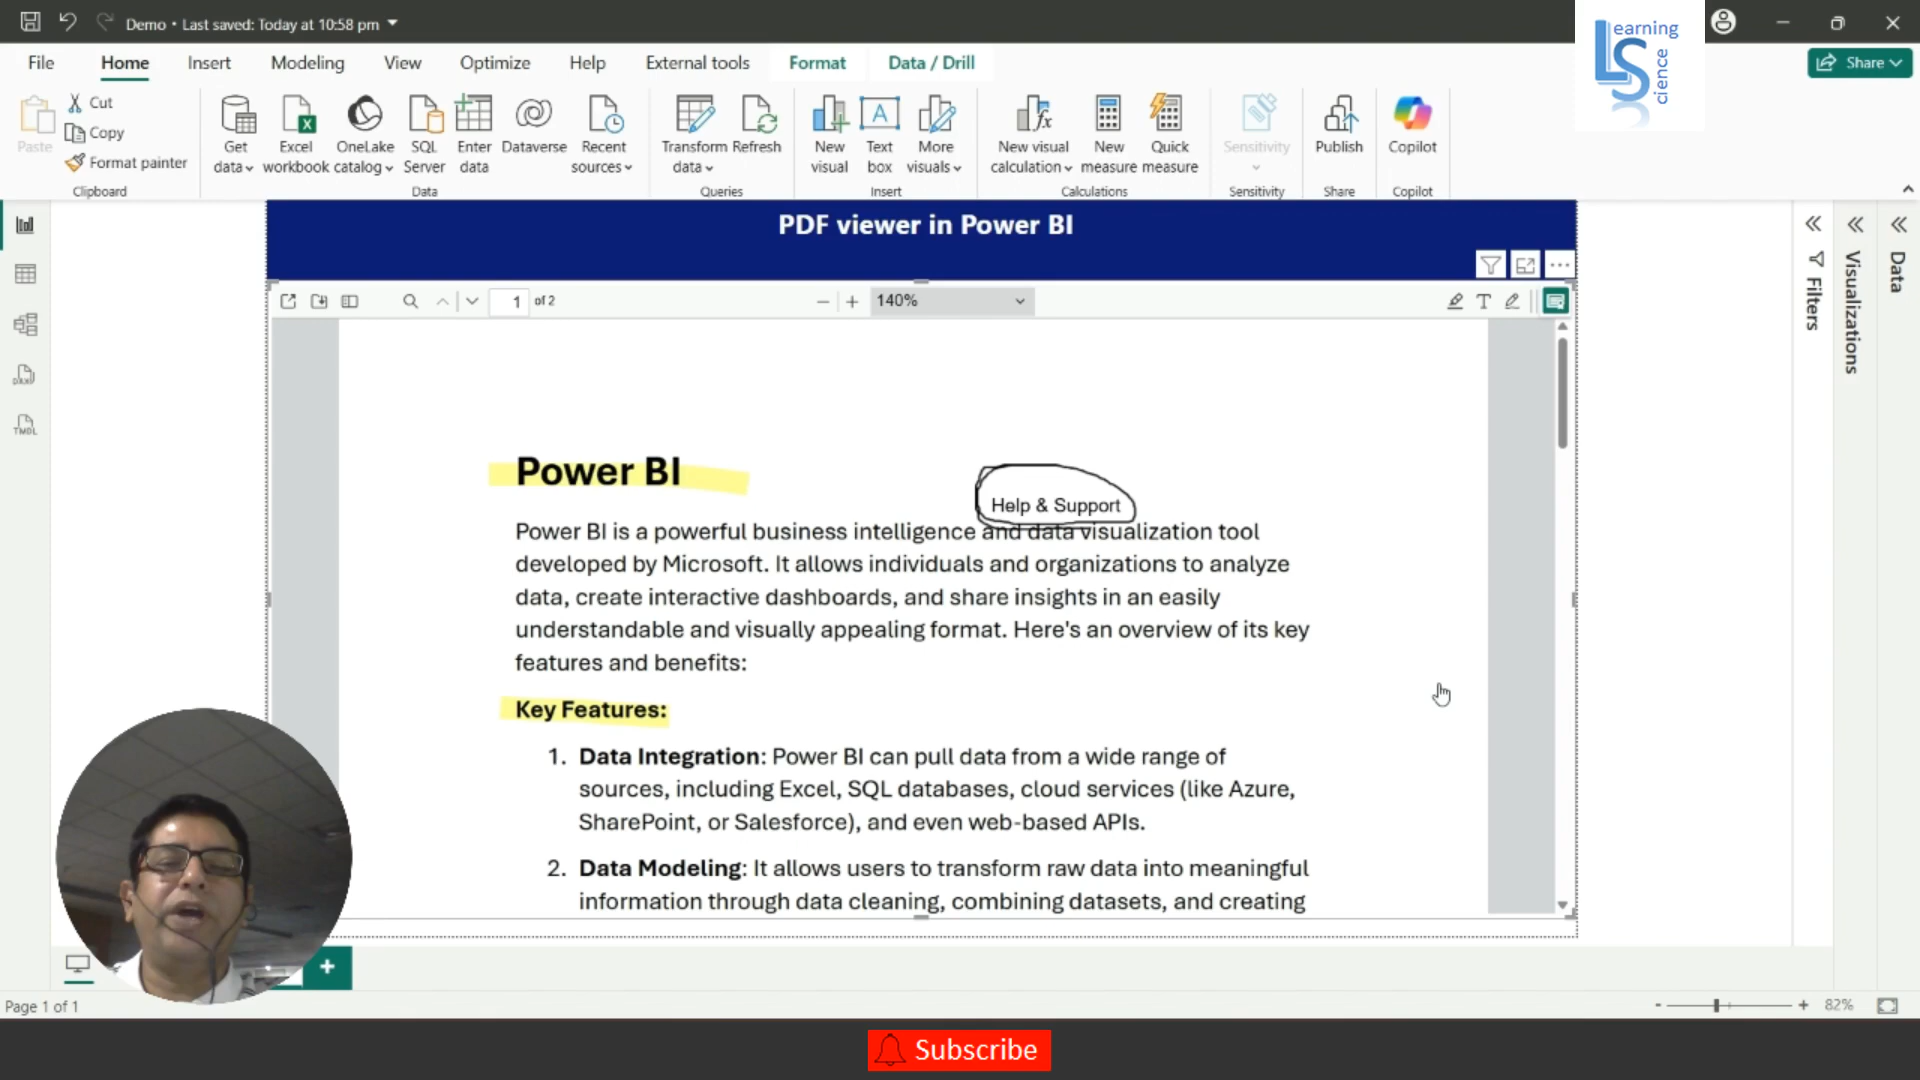 Demo • Last saved: Today at 10:58 pm
Learning
Science
File Home Insert Modeling View Optimize Help External tools Format Data / Drill
Share
Paste
Cut
Copy
Format painter
Clipboard
Get data
Excel workbook
OneLake catalog
SQL Server
Enter data
Dataverse
Recent sources
Data
Transform data
Refresh
Queries
New visual
Text box
More visuals
Insert
New visual calculation
New measure
Quick measure
Calculations
Sensitivity
Sensitivity
Publish
Share
Copilot
Copilot
PDF viewer in Power BI
1 of 2
140%
Filters
Visualizations
Data
DAX
TMDL
Power BI
Help & Support
Power BI is a powerful business intelligence and data visualization tool
developed by Microsoft. It allows individuals and organizations to analyze
data, create interactive dashboards, and share insights in an easily
understandable and visually appealing format. Here's an overview of its key
features and benefits:
Key Features:
1. Data Integration: Power BI can pull data from a wide range of
sources, including Excel, SQL databases, cloud services (like Azure,
SharePoint, or Salesforce), and even web-based APIs.
2. Data Modeling: It allows users to transform raw data into meaningful
information through data cleaning, combining datasets, and creating
Page 1 of 1
82%
Subscribe